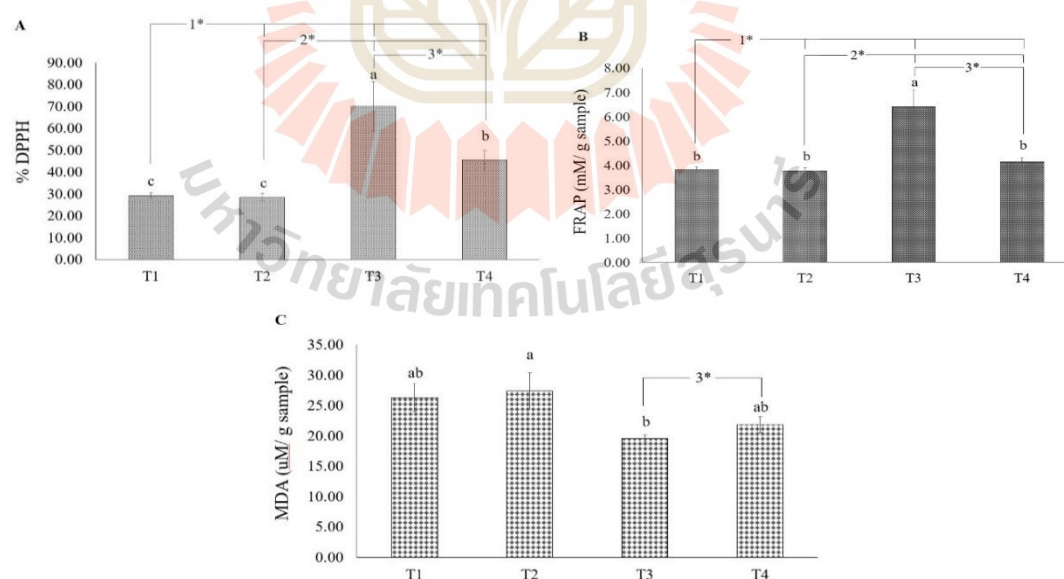 A
1*
2*
3*
90.00
80.00
70.00
60.00
50.00
40.00
30.00
20.00
10.00
0.00
% DPPH
c
c
a
b
T1
T2
T3
T4
B
1*
2*
3*
8.00
7.00
6.00
5.00
4.00
3.00
2.00
1.00
0.00
FRAP (mM/ g sample)
b
b
a
b
T1
T2
T3
T4
มหาวิทยาลัยเทคโนโลยีสุรนารี
C
3*
35.00
30.00
25.00
20.00
15.00
10.00
5.00
0.00
MDA (uM/ g sample)
ab
a
b
ab
T1
T2
T3
T4